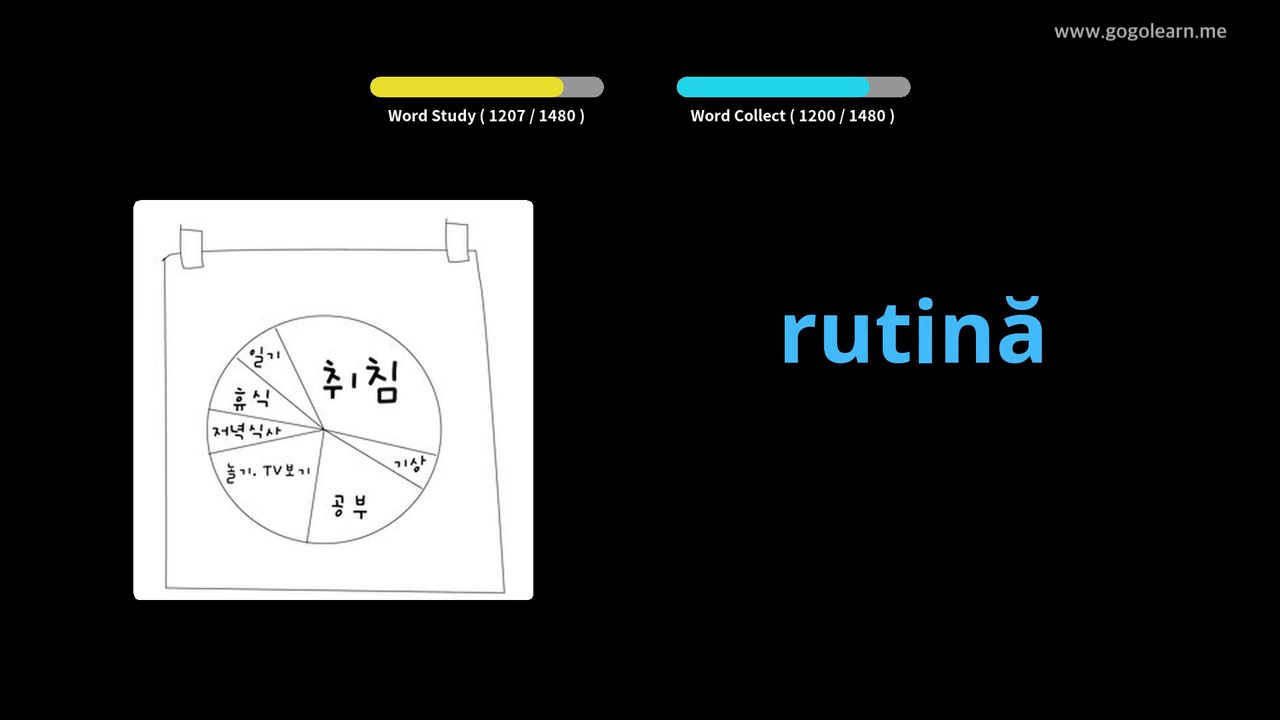 www.gogolearn.me
Word Study ( 1207 / 1480 )
Word Collect ( 1200 / 1480 )
일기
취침
휴식
저녁식사
놀기. TV보기
기상
공부
rutină